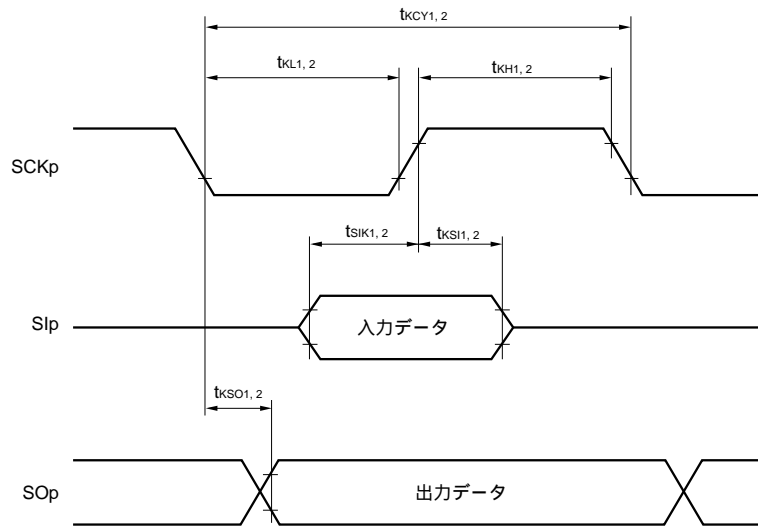 tKCY1, 2
tKL1, 2
tKH1, 2
SCKp
tSIK1, 2
tKSI1, 2
SIp
入力データ
tKSO1, 2
SOp
出力データ